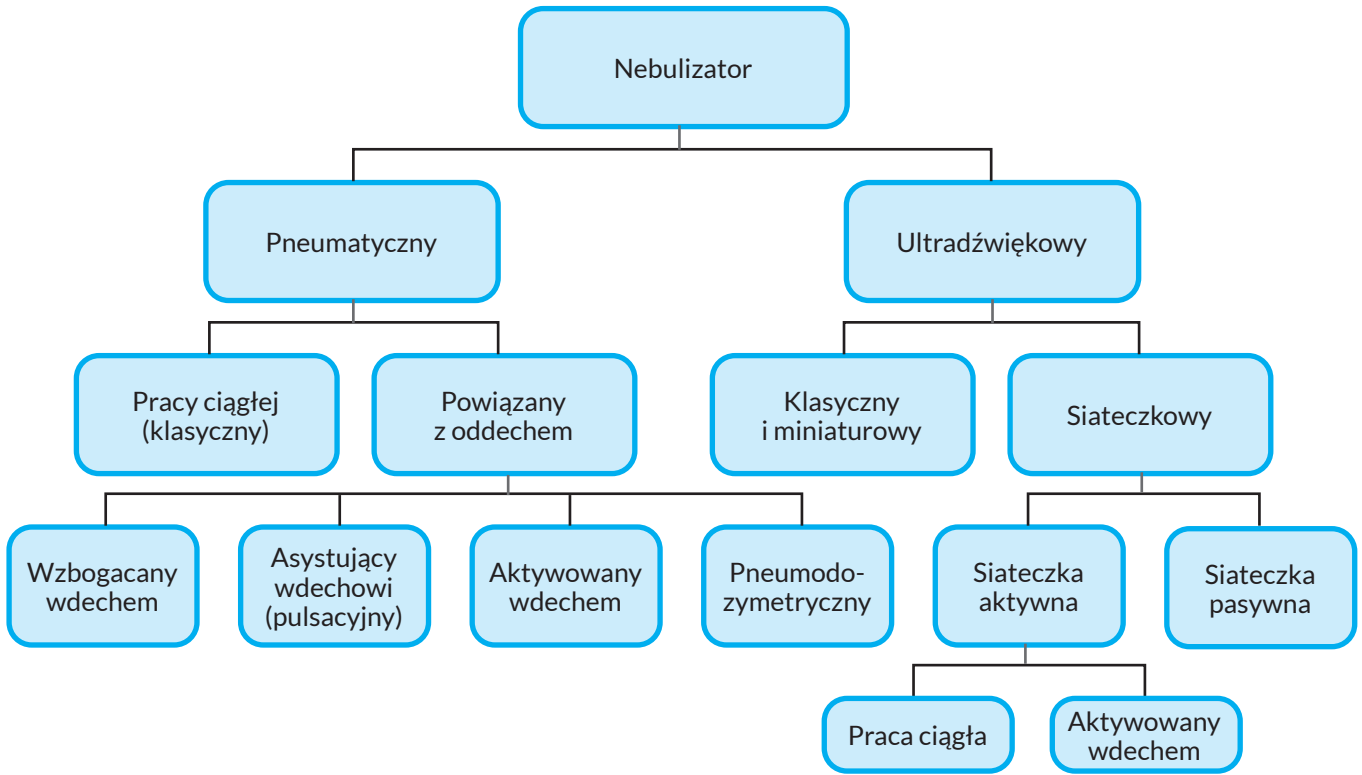 Nebulizator
Pneumatyczny
Ultradźwiękowy
Pracy ciągłej
(klasyczny)
Powiązany
z oddechem
Klasyczny
i miniaturowy
Siateczkowy
Wzbogacany
wdechem
Asystujący
wdechowi
(pulsacyjny)
Aktywowany
wdechem
Pneumodo-
zymetryczny
Siateczka
aktywna
Siateczka
pasywna
Praca ciągła
Aktywowany
wdechem